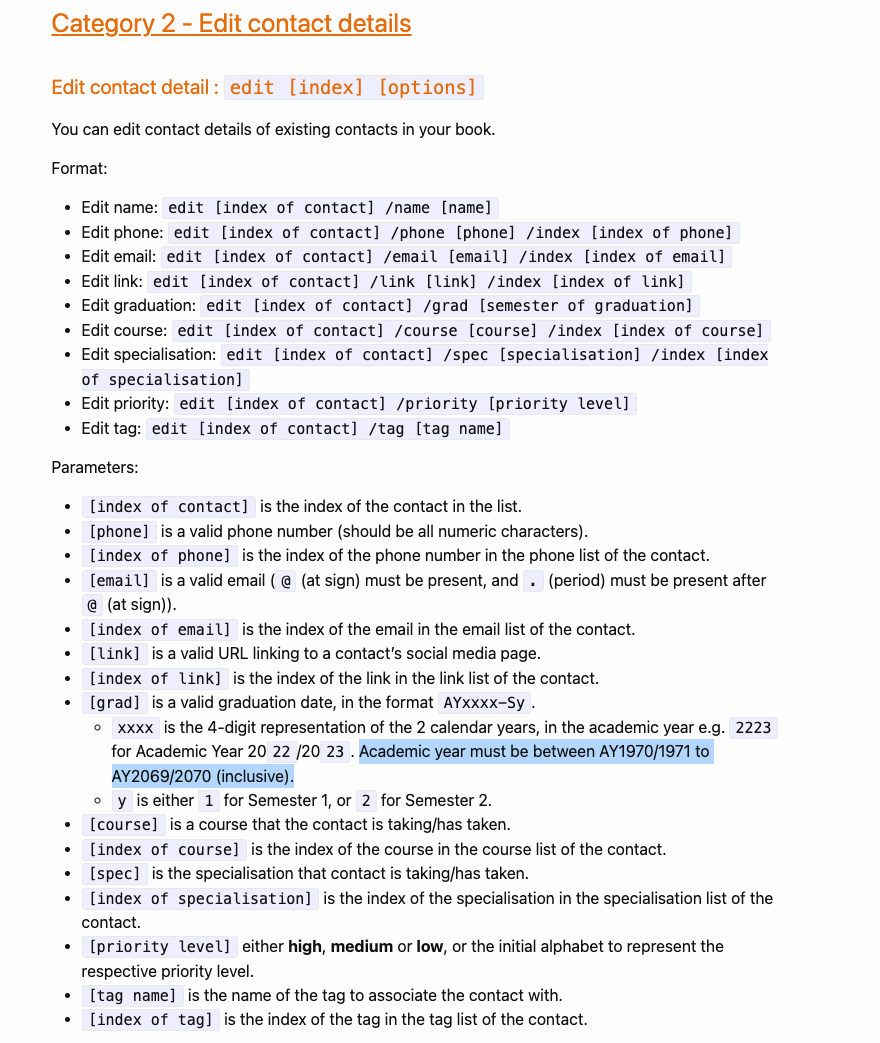 Category 2 - Edit contact details
Edit contact detail : edit [index] [options]
You can edit contact details of existing contacts in your book.
Format:
• Edit name: edit [index of contact] /name [name]
• Edit phone: edit [index of contact] /phone [phone] /index [index of phone]
• Edit email: edit [index of contact] /email [email] /index [index of email]
• Edit link: edit [index of contact] /link [link] /index [index of link]
• Edit graduation: edit [index of contact] /grad [semester of graduation]
• Edit course: edit [index of contact] /course [course] /index [index of course]
• Edit specialisation: edit [index of contact] /spec [specialisation] /index [index
of specialisation]
• Edit priority: edit [index of contact] /priority [priority level]
• Edit tag: edit [index of contact] /tag [tag name]
Parameters:
• [index of contact] is the index of the contact in the list.
• [phone] is a valid phone number (should be all numeric characters).
• [index of phone] is the index of the phone number in the phone list of the contact.
• [email] is a valid email ( @ (at sign) must be present, and . (period) must be present after
@ (at sign)).
• [index of email] is the index of the email in the email list of the contact.
• [link] is a valid URL linking to a contact's social media page.
• [index of link] is the index of the link in the link list of the contact.
• [grad] is a valid graduation date, in the format AYxxxx-Sy .
◦ xxxx is the 4-digit representation of the 2 calendar years, in the academic year e.g. 2223
for Academic Year 20 22 /20 23 . Academic year must be between AY1970/1971 to
AY2069/2070 (inclusive).
◦ y is either 1 for Semester 1, or 2 for Semester 2.
• [course] is a course that the contact is taking/has taken.
• [index of course] is the index of the course in the course list of the contact.
• [spec] is the specialisation that contact is taking/has taken.
• [index of specialisation] is the index of the specialisation in the specialisation list of the
contact.
• [priority level] either high, medium or low, or the initial alphabet to represent the
respective priority level.
• [tag name] is the name of the tag to associate the contact with.
• [index of tag] is the index of the tag in the tag list of the contact.